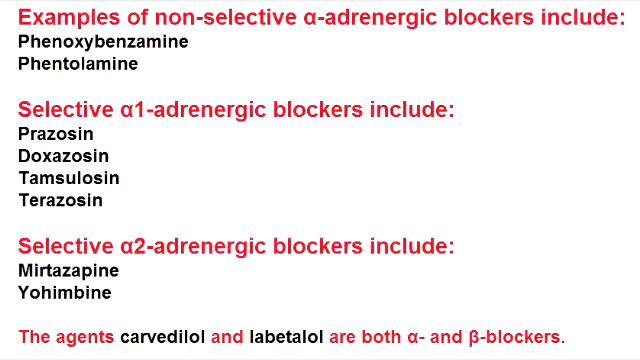 Examples of non-selective α-adrenergic blockers include:
Phenoxybenzamine
Phentolamine
Selective α1-adrenergic blockers include:
Prazosin
Doxazosin
Tamsulosin
Terazosin
Selective α2-adrenergic blockers include:
Mirtazapine
Yohimbine
The agents carvedilol and labetalol are both α- and β-blockers.